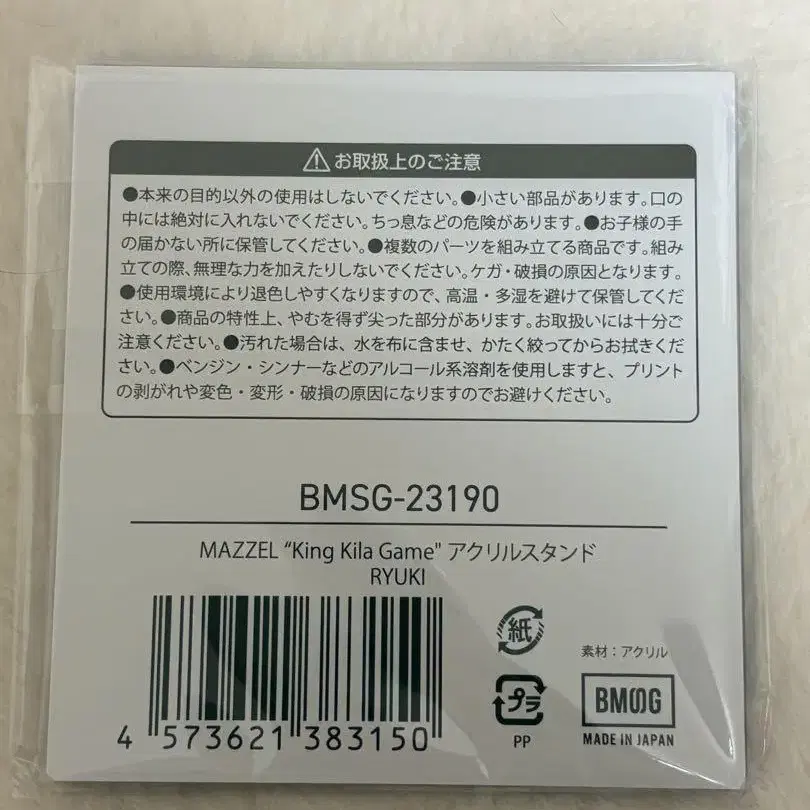 ⚠ お取扱上のご注意
●本来の目的以外の使用はしないでください。●小さい部品があります。口の
中には絶対に入れないでください。ちっ息などの危険があります。●お子様の手
の届かない所に保管してください。●複数のパーツを組み立てる商品です。組み
立ての際、無理な力を加えたりしないでください。ケガ・破損の原因となります。
●使用環境により退色しやすくなりますので、高温・多湿を避けて保管してくだ
さい。●商品の特性上、やむを得ず尖った部分があります。お取扱いには十分ご
注意ください。●汚れた場合は、水を布に含ませ、かたく絞ってからお拭きくだ
さい。●ベンジン・シンナーなどのアルコール系溶剤を使用しますと、プリント
の剥がれや変色・変形・破損の原因になりますのでお避けください。
BMSG-23190
MAZZEL “King Kila Game" アクリルスタンド
RYUKI
4 573621 383150
紙
プラ
PP
素材：アクリル
BMSG
MADE IN JAPAN